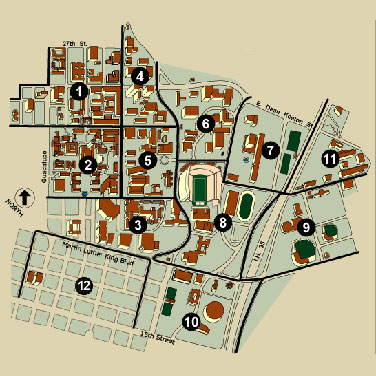 27th St.
4
1
E. Dean Keeton St.
6
Guadalupe
7
11
2
5
NORTH
3
8
9
IH 35
Martin Luther King Blvd
12
10
15th Street